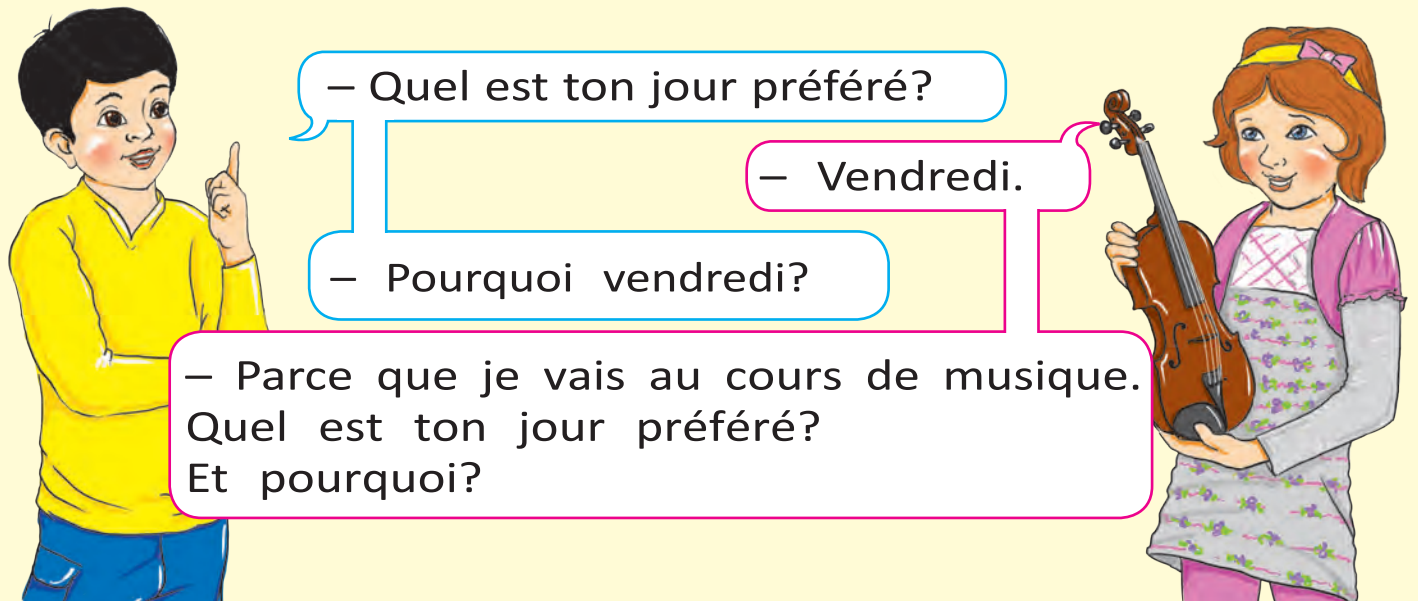 – Quel est ton jour préféré?
– Vendredi.
– Pourquoi vendredi?
– Parce que je vais au cours de musique.
Quel est ton jour préféré?
Et pourquoi?